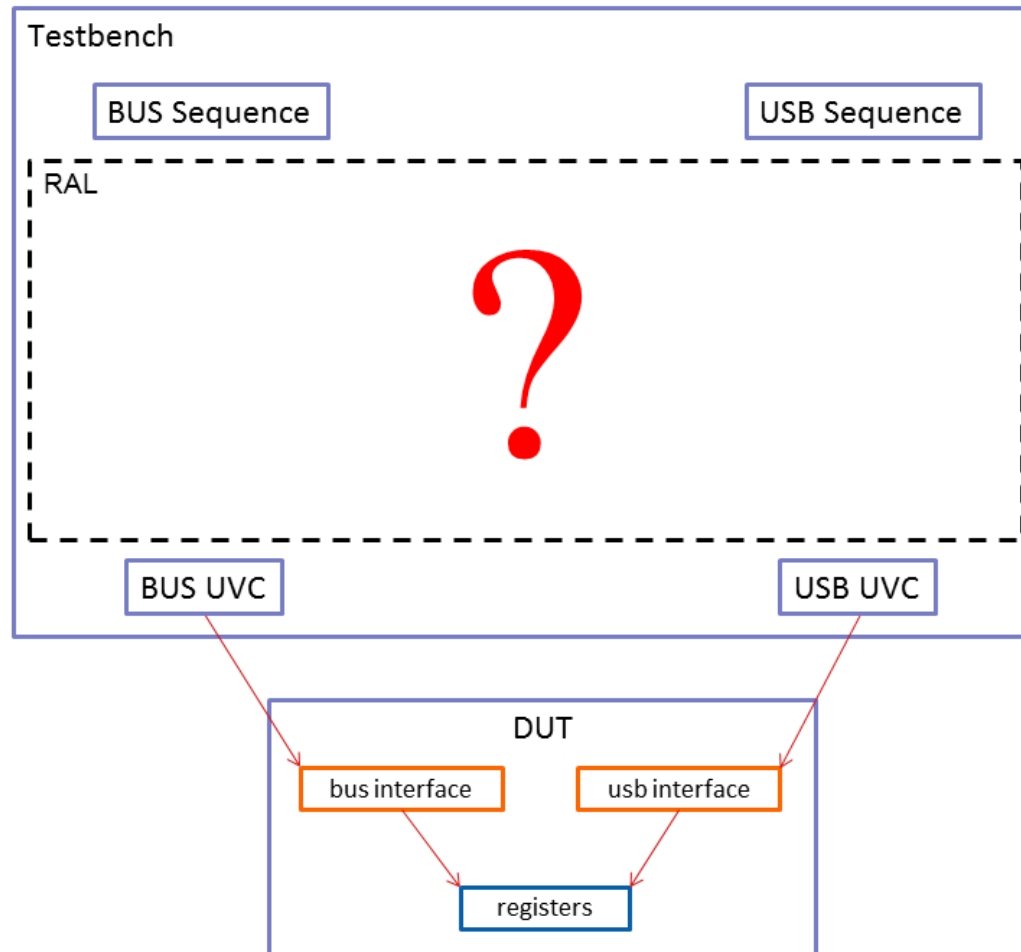 Testbench
BUS Sequence
USB Sequence
RAL
?
BUS UVC
USB UVC
DUT
bus interface
usb interface
registers